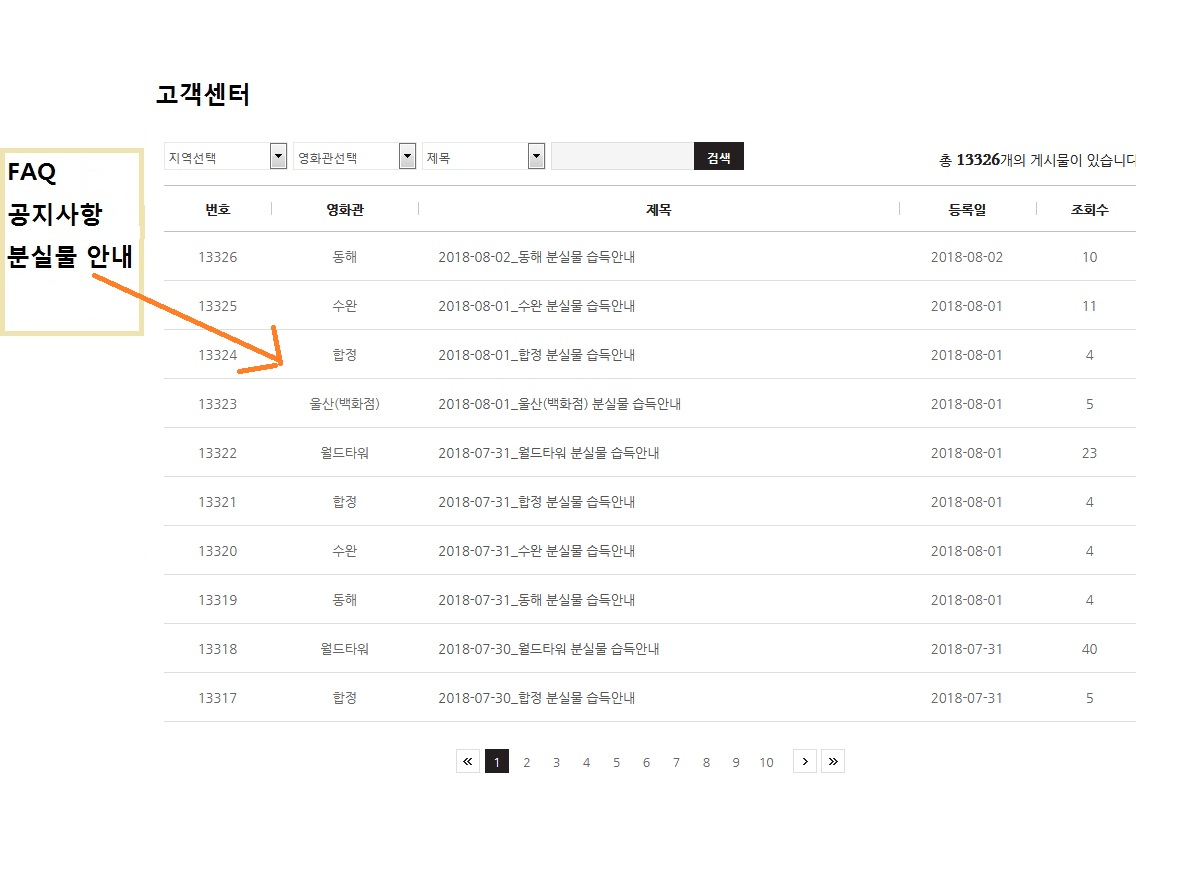 고객센터
FAQ
공지사항
분실물 안내
지역선택 영화관선택 제목 검색 총 13326개의 게시물이 있습니다
번호 영화관 제목 등록일 조회수
13326 동해 2018-08-02_동해 분실물 습득안내 2018-08-02 10
13325 수완 2018-08-01_수완 분실물 습득안내 2018-08-01 11
13324 합정 2018-08-01_합정 분실물 습득안내 2018-08-01 4
13323 울산(백화점) 2018-08-01_울산(백화점) 분실물 습득안내 2018-08-01 5
13322 월드타워 2018-07-31_월드타워 분실물 습득안내 2018-08-01 23
13321 합정 2018-07-31_합정 분실물 습득안내 2018-08-01 4
13320 수완 2018-07-31_수완 분실물 습득안내 2018-08-01 4
13319 동해 2018-07-31_동해 분실물 습득안내 2018-08-01 4
13318 월드타워 2018-07-30_월드타워 분실물 습득안내 2018-07-31 40
13317 합정 2018-07-30_합정 분실물 습득안내 2018-07-31 5
« 1 2 3 4 5 6 7 8 9 10 › »